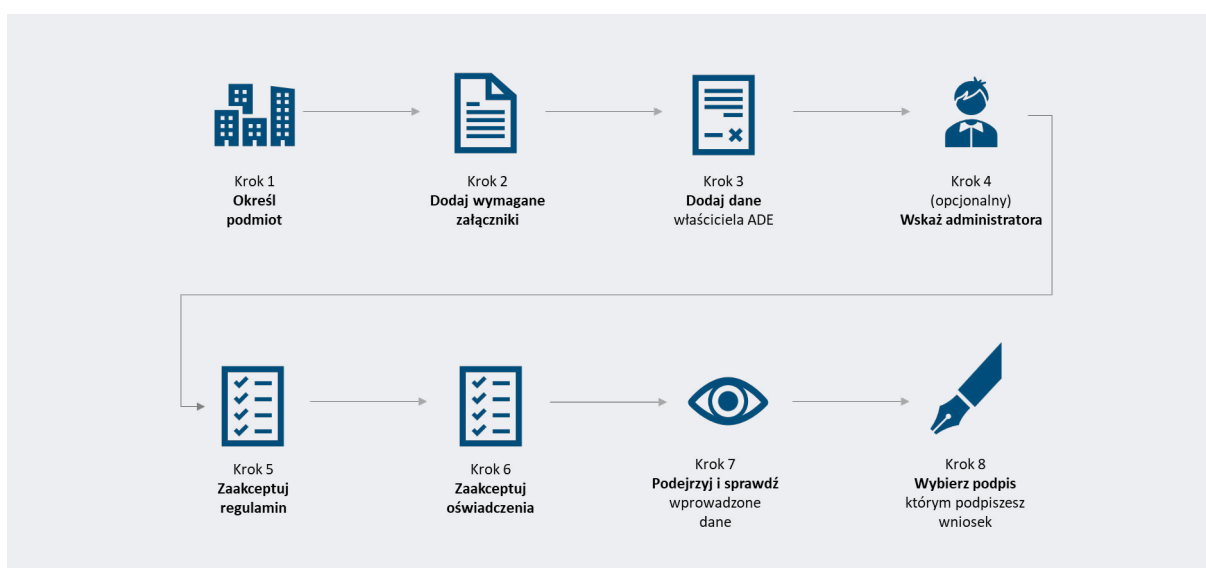 Krok 1
Określ
podmiot
Krok 2
Dodaj wymagane
załączniki
Krok 3
Dodaj dane
właściciela ADE
Krok 4
(opcjonalny)
Wskaż administratora
Krok 5
Zaakceptuj
regulamin
Krok 6
Zaakceptuj
oświadczenia
Krok 7
Podejrzyj i sprawdź
wprowadzone
dane
Krok 8
Wybierz podpis
którym podpiszesz
wniosek